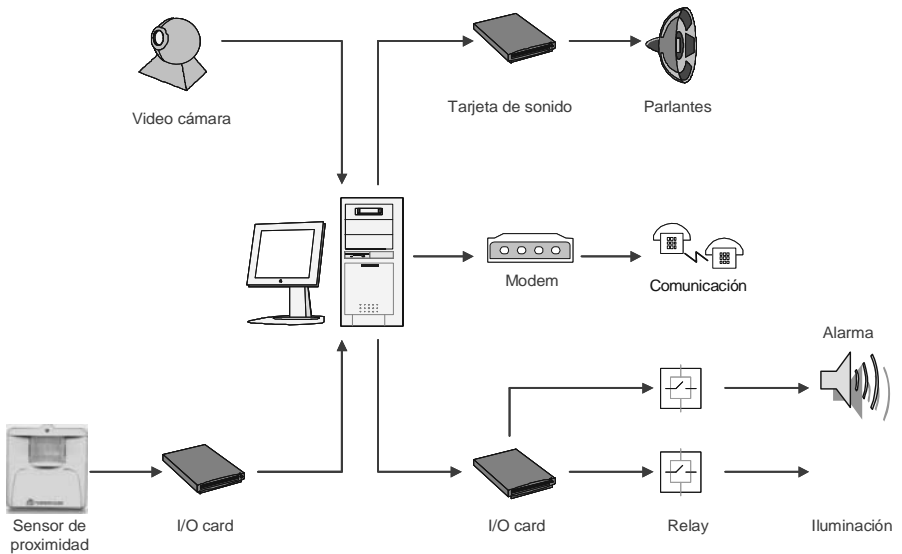 Video cámara
Tarjeta de sonido
Parlantes
Modem
Comunicación
Alarma
Sensor de
proximidad
I/O card
I/O card
Relay
Iluminación